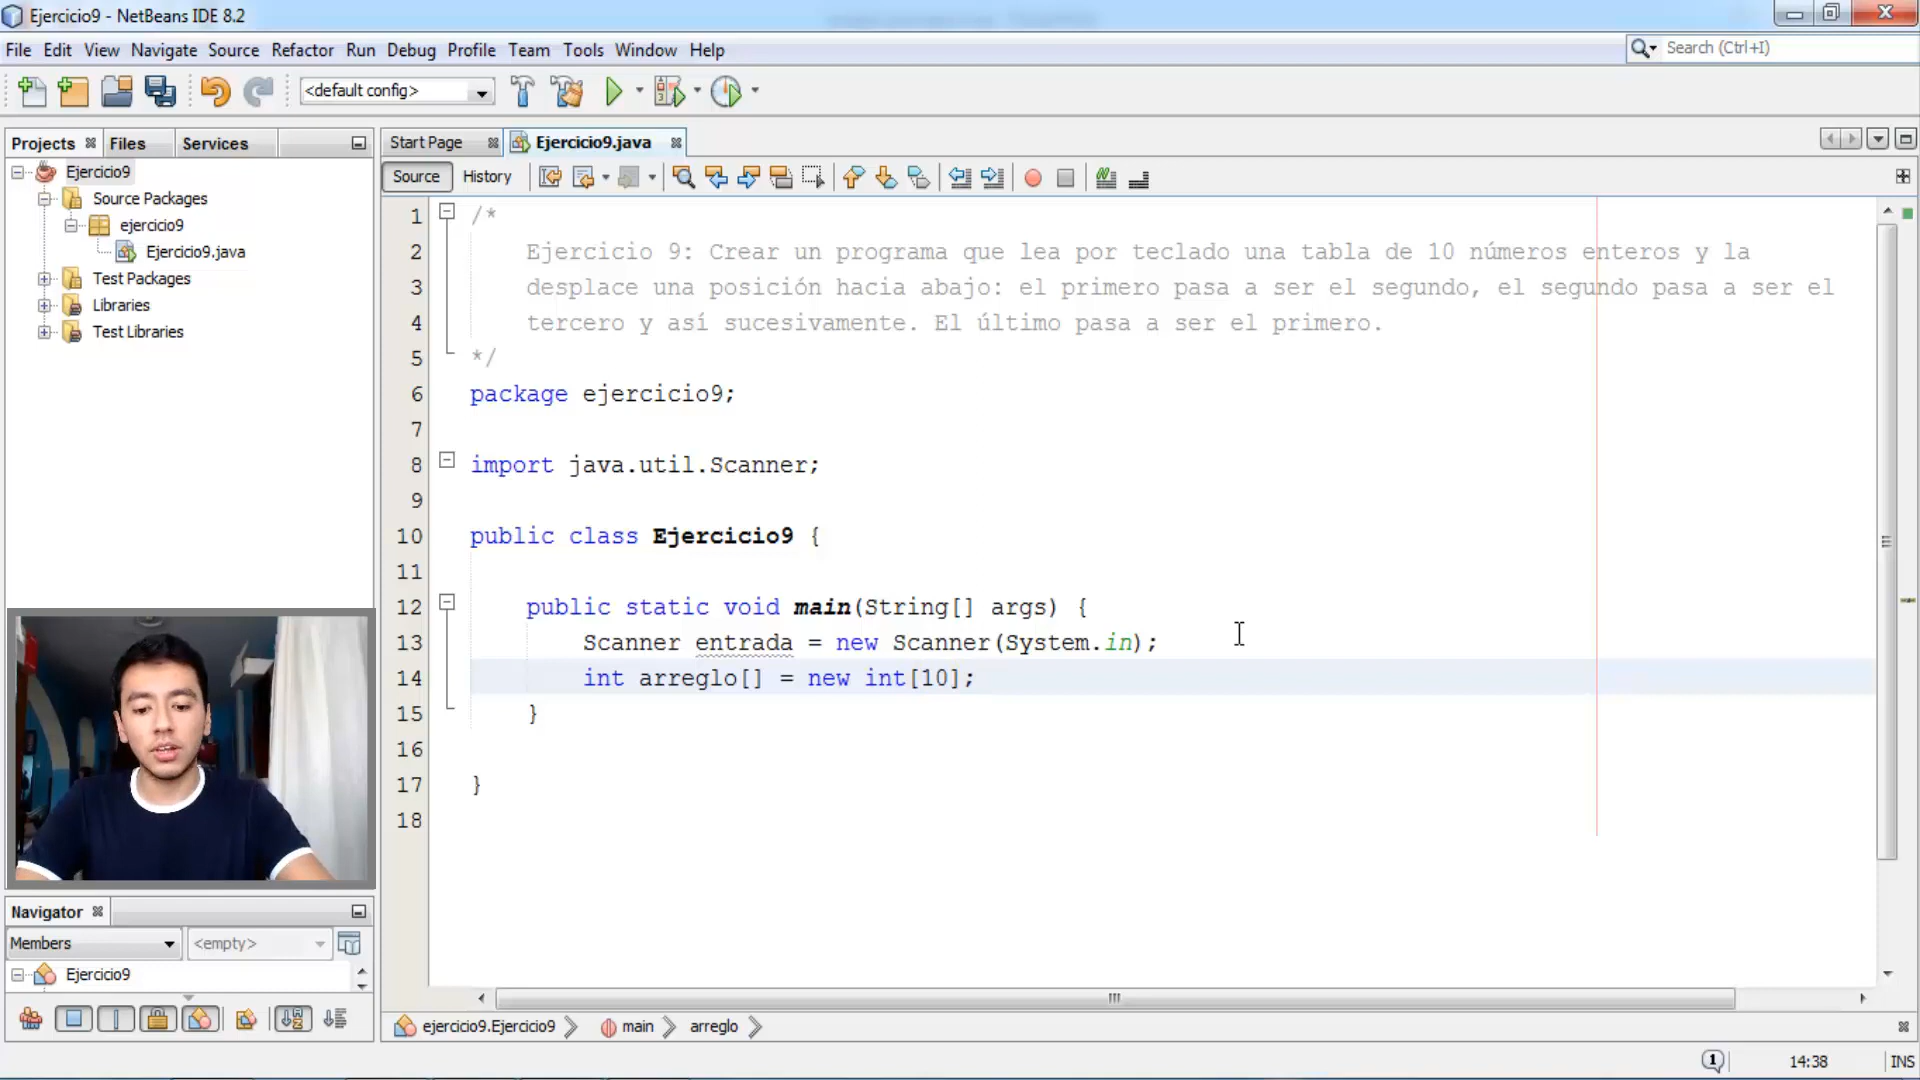 Ejercicio9 - NetBeans IDE 8.2
File Edit View Navigate Source Refactor Run Debug Profile Team Tools Window Help
Search (Ctrl+I)
<default config>
Projects Files Services
Start Page Ejercicio9.java
Source History
Ejercicio9
Source Packages
ejercicio9
Ejercicio9.java
Test Packages
Libraries
Test Libraries
1 /*
2 Ejercicio 9: Crear un programa que lea por teclado una tabla de 10 números enteros y la
3 desplace una posición hacia abajo: el primero pasa a ser el segundo, el segundo pasa a ser el
4 tercero y así sucesivamente. El último pasa a ser el primero.
5 */
6 package ejercicio9;
7
8 import java.util.Scanner;
9
10 public class Ejercicio9 {
11
12 public static void main(String[] args) {
13 Scanner entrada = new Scanner(System.in);
14 int arreglo[] = new int[10];
15 }
16
17 }
18
Navigator
Members <empty>
Ejercicio9
ejercicio9.Ejercicio9 main arreglo
1 14:38 INS